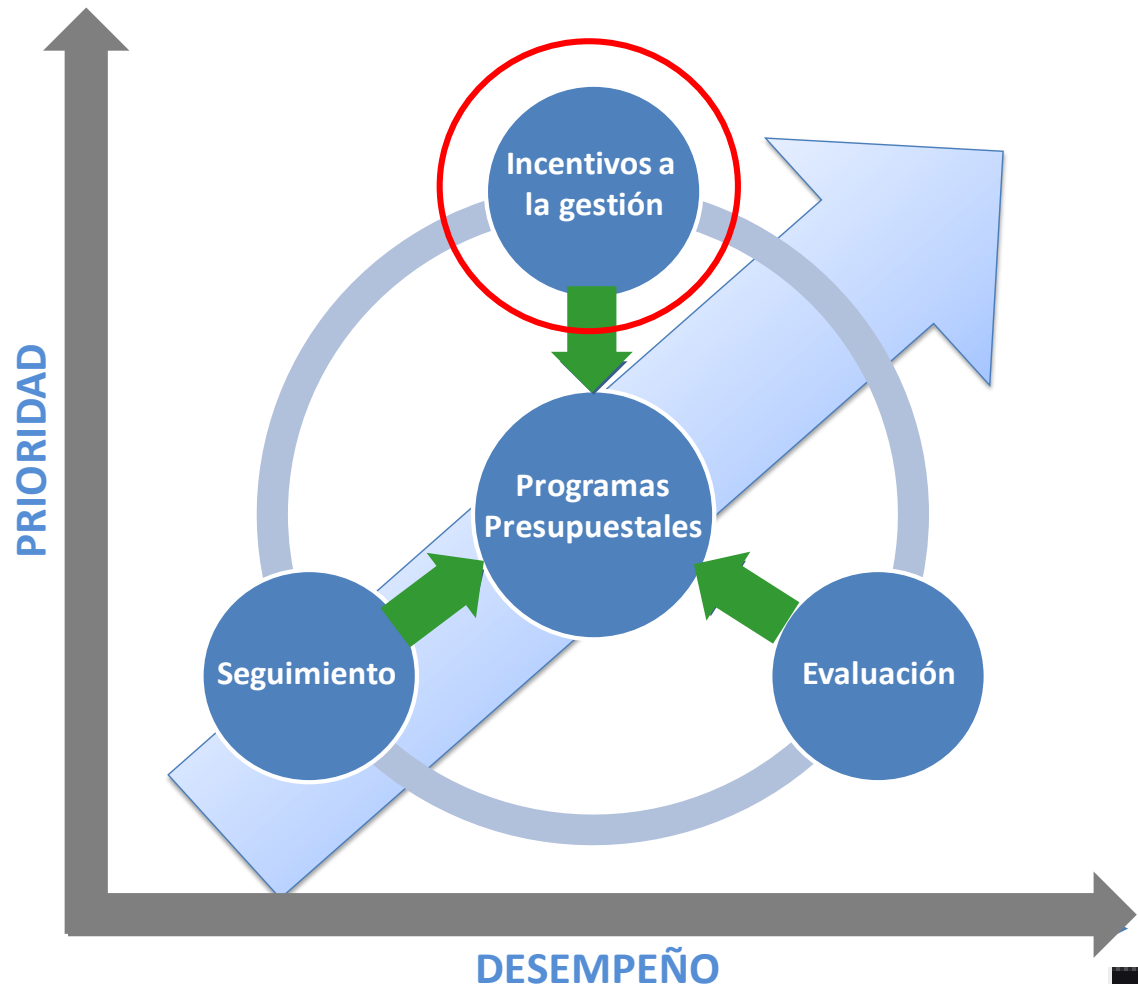 Incentivos a
la gestión
PRIORIDAD
Programas
Presupuestales
Seguimiento
Evaluación
DESEMPEÑO